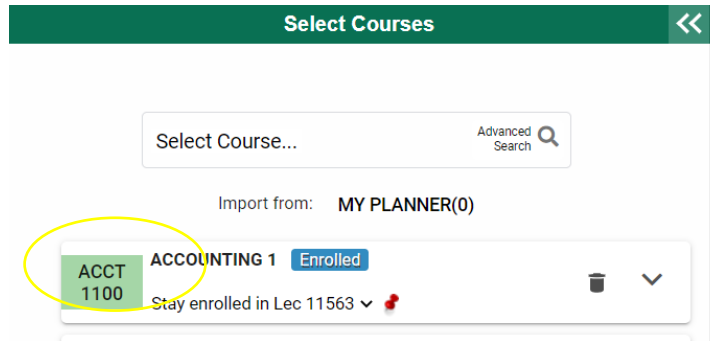 Select Courses
Select Course...
Advanced
Search
Import from: MY PLANNER(0)
ACCT
1100
ACCOUNTING 1 Enrolled
Stay enrolled in Lec 11563